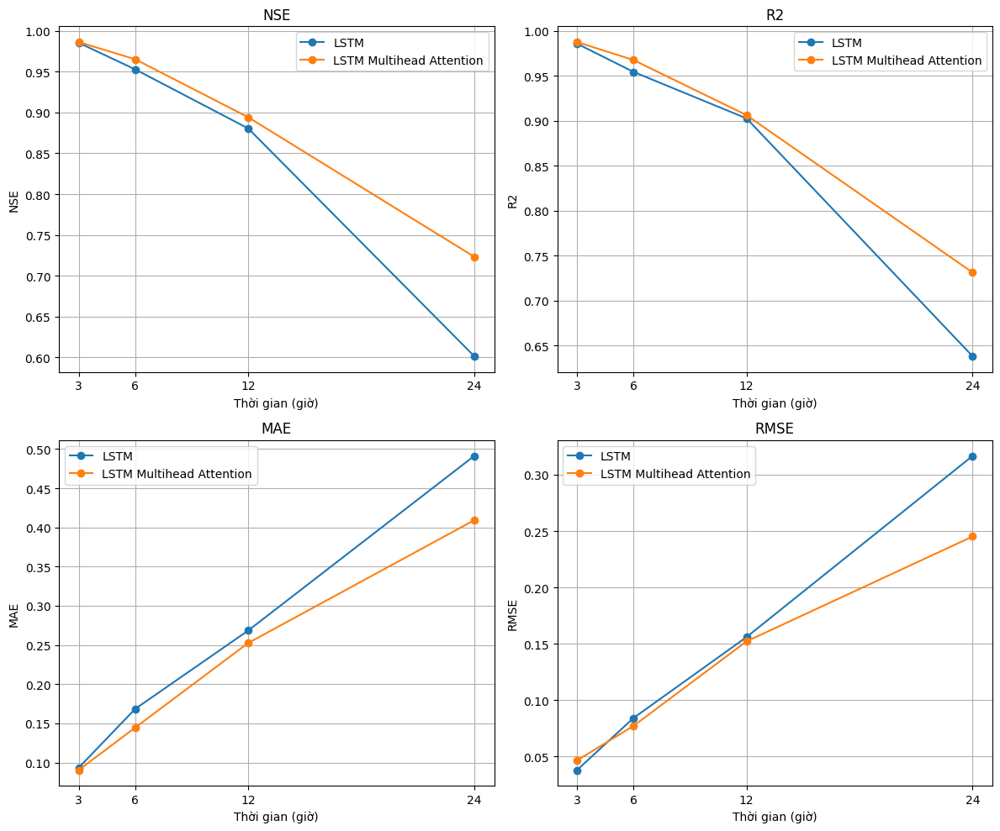 NSE
LSTM
LSTM Multihead Attention
1.00
0.95
0.90
0.85
0.80
0.75
0.70
0.65
0.60
NSE
3 6 12 24
Thời gian (giờ)
R2
LSTM
LSTM Multihead Attention
1.00
0.95
0.90
0.85
0.80
0.75
0.70
0.65
R2
3 6 12 24
Thời gian (giờ)
MAE
LSTM
LSTM Multihead Attention
0.50
0.45
0.40
0.35
0.30
0.25
0.20
0.15
0.10
MAE
3 6 12 24
Thời gian (giờ)
RMSE
LSTM
LSTM Multihead Attention
0.30
0.25
0.20
0.15
0.10
0.05
RMSE
3 6 12 24
Thời gian (giờ)